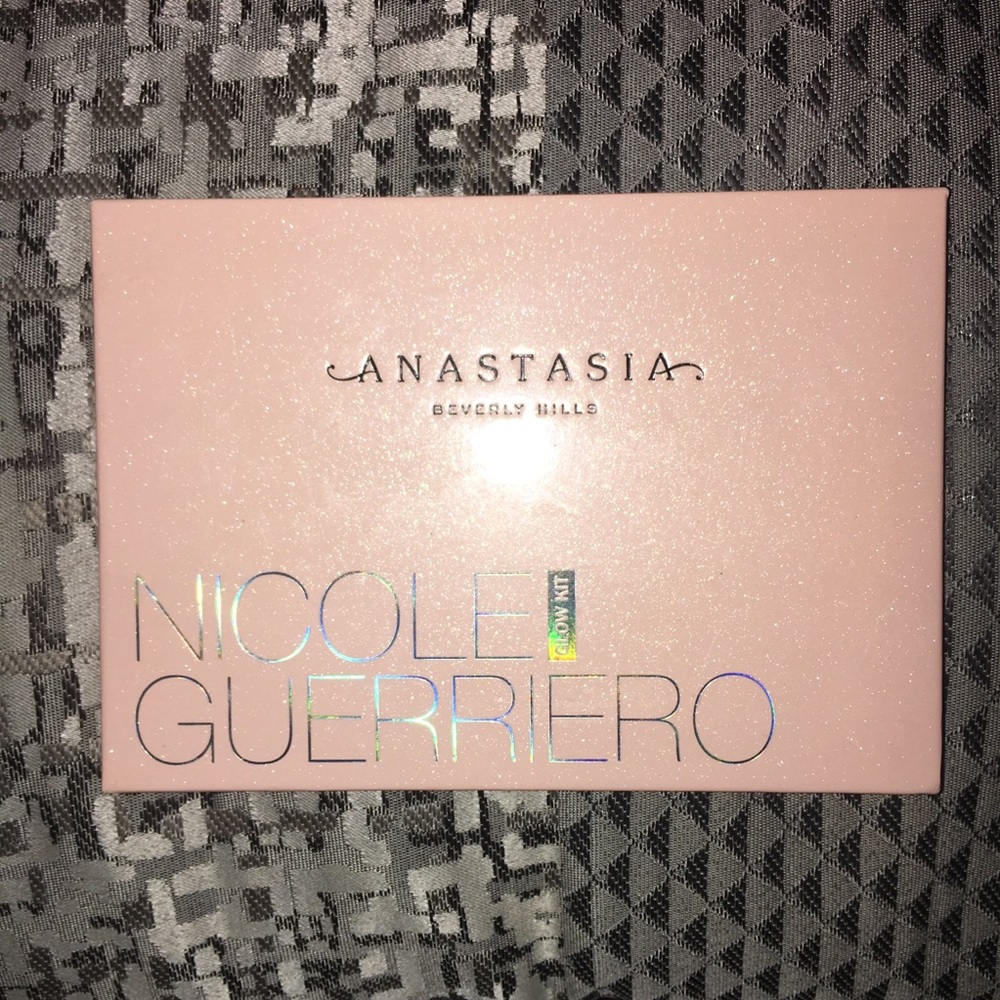 ANASTASIA
BEVERLY HILLS
NICOLE
GLOW KIT
GUERRIERO